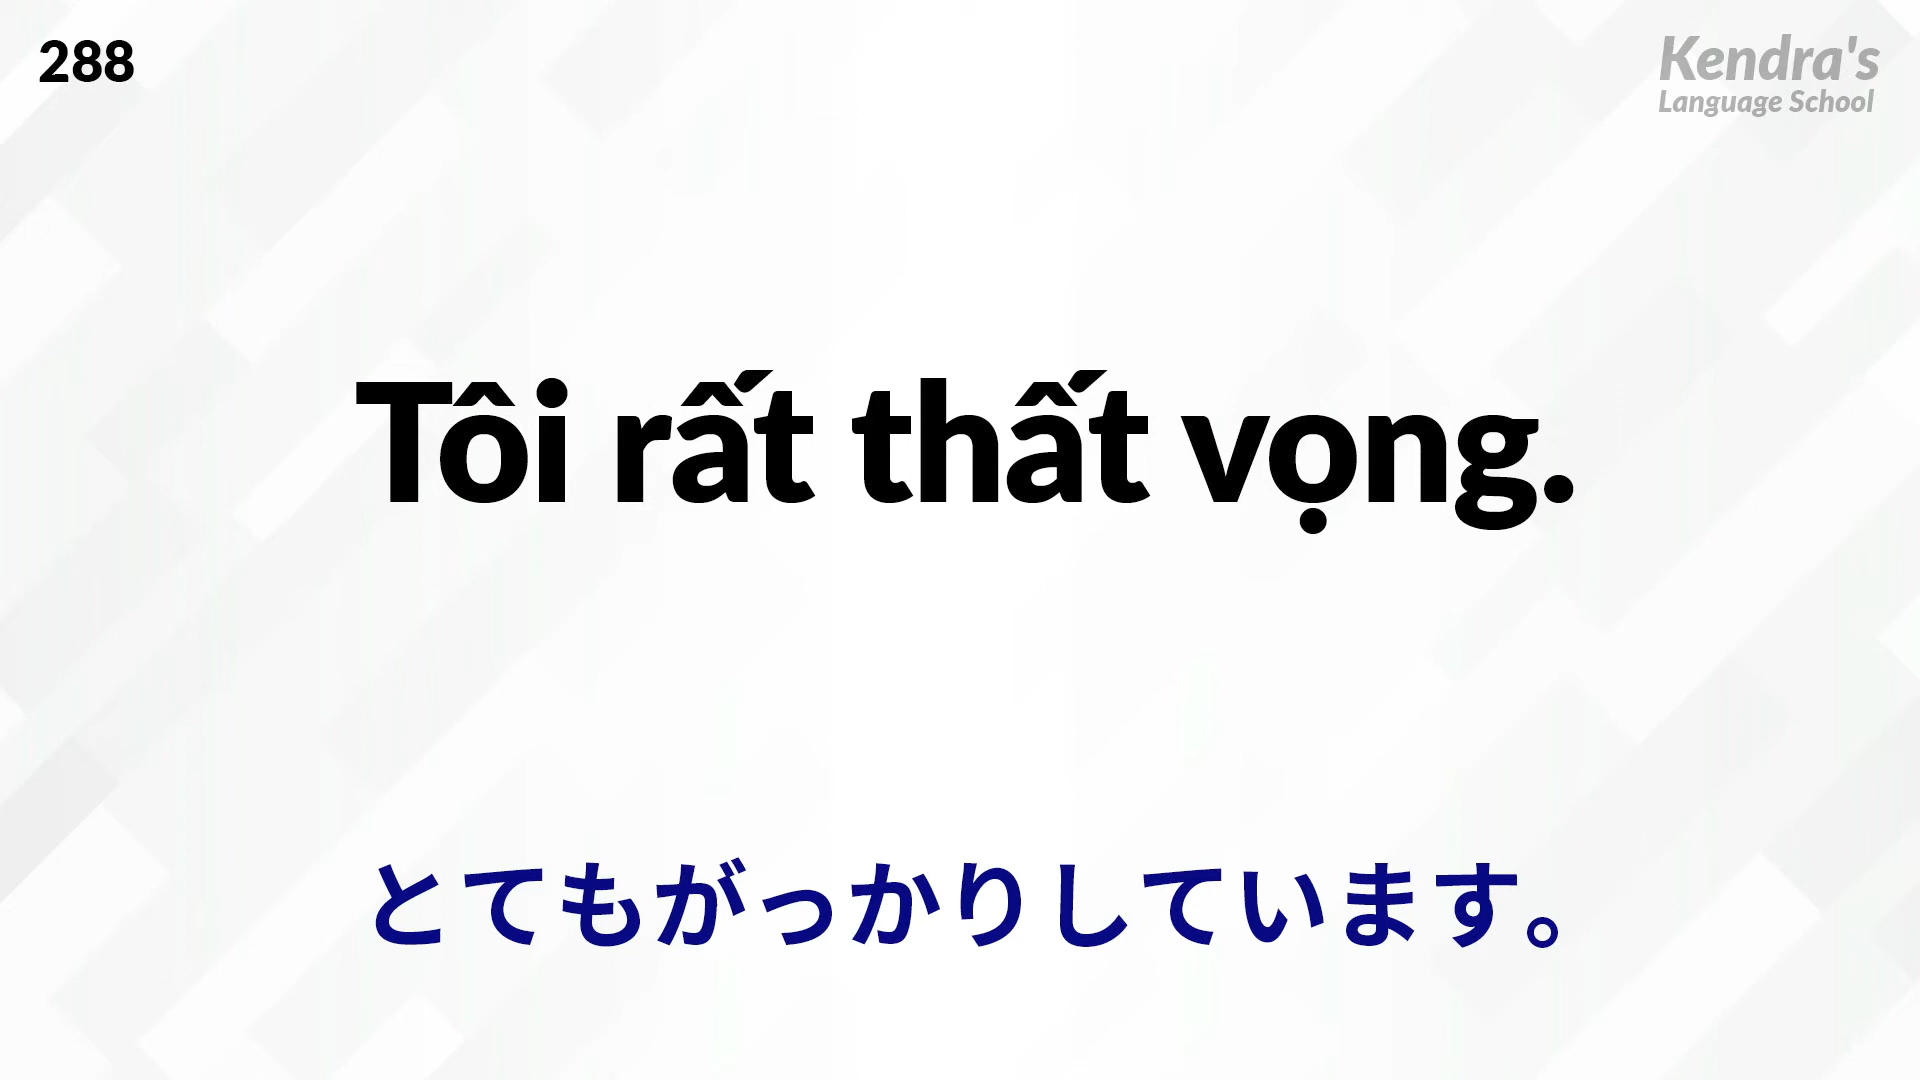 288
Kendra's
Language School
Tôi rất thất vọng.
とてもがっかりしています。